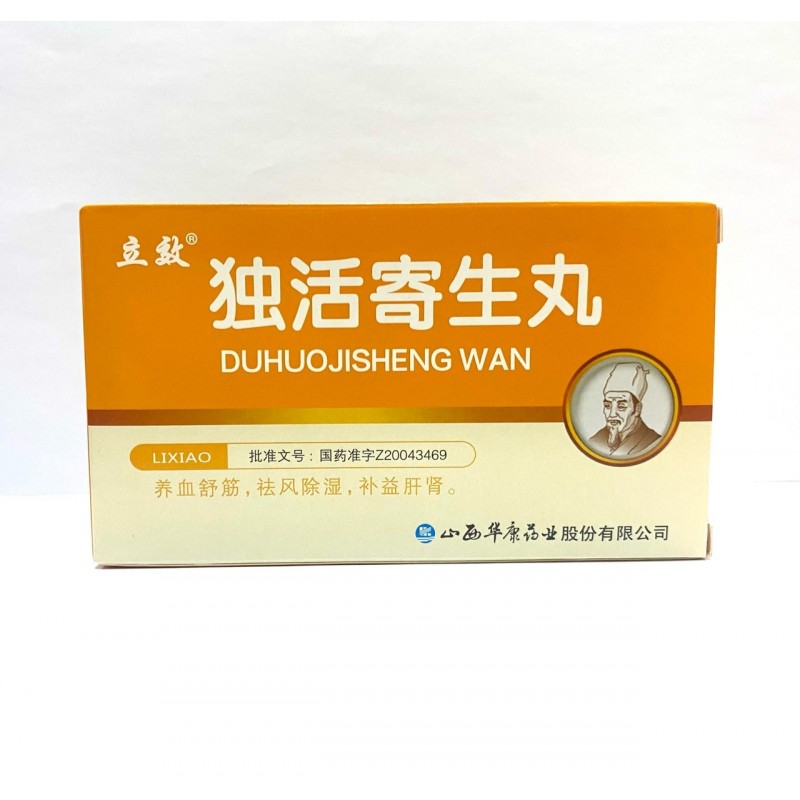 立效®
独活寄生丸
DUHUOJISHENG WAN
LIXIAO 批准文号：国药准字Z20043469
养血舒筋，祛风除湿，补益肝肾。
山西华康药业股份有限公司